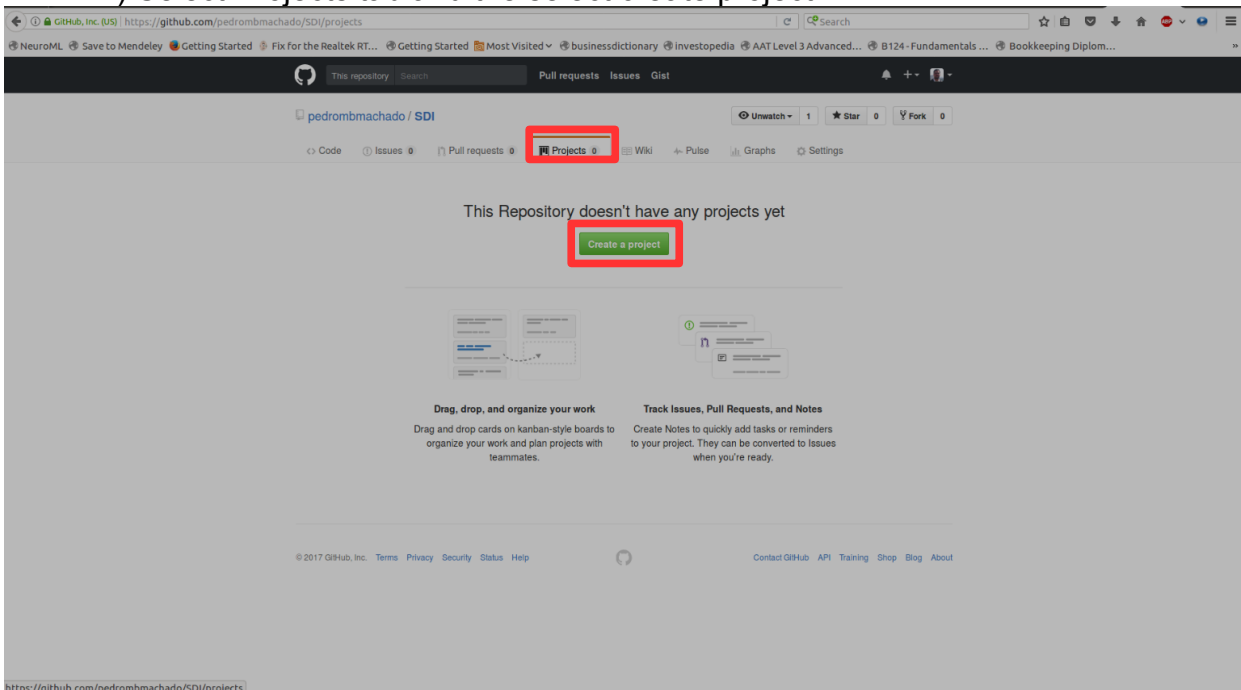 GitHub, Inc. (US) https://github.com/pedrombmachado/SDI/projects Search
NeuroML Save to Mendeley Getting Started Fix for the Realtek RT... Getting Started Most Visited businessdictionary investopedia AAT Level 3 Advanced... B124 - Fundamentals ... Bookkeeping Diplom... »
This repository Search Pull requests Issues Gist
pedrombmachado / SDI Unwatch 1 Star 0 Fork 0
Code Issues 0 Pull requests 0 Projects 0 Wiki Pulse Graphs Settings
This Repository doesn't have any projects yet
Create a project
Drag, drop, and organize your work
Drag and drop cards on kanban-style boards to
organize your work and plan projects with
teammates.
Track Issues, Pull Requests, and Notes
Create Notes to quickly add tasks or reminders
to your project. They can be converted to Issues
when you're ready.
© 2017 GitHub, Inc. Terms Privacy Security Status Help Contact GitHub API Training Shop Blog About
https://github.com/pedrombmachado/SDI/projects